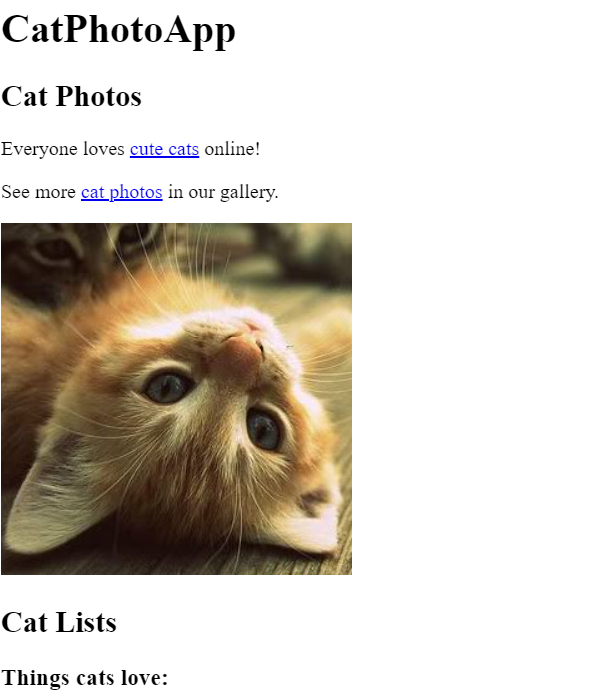 CatPhotoApp
Cat Photos
Everyone loves cute cats online!
See more cat photos in our gallery.
Cat Lists
Things cats love: